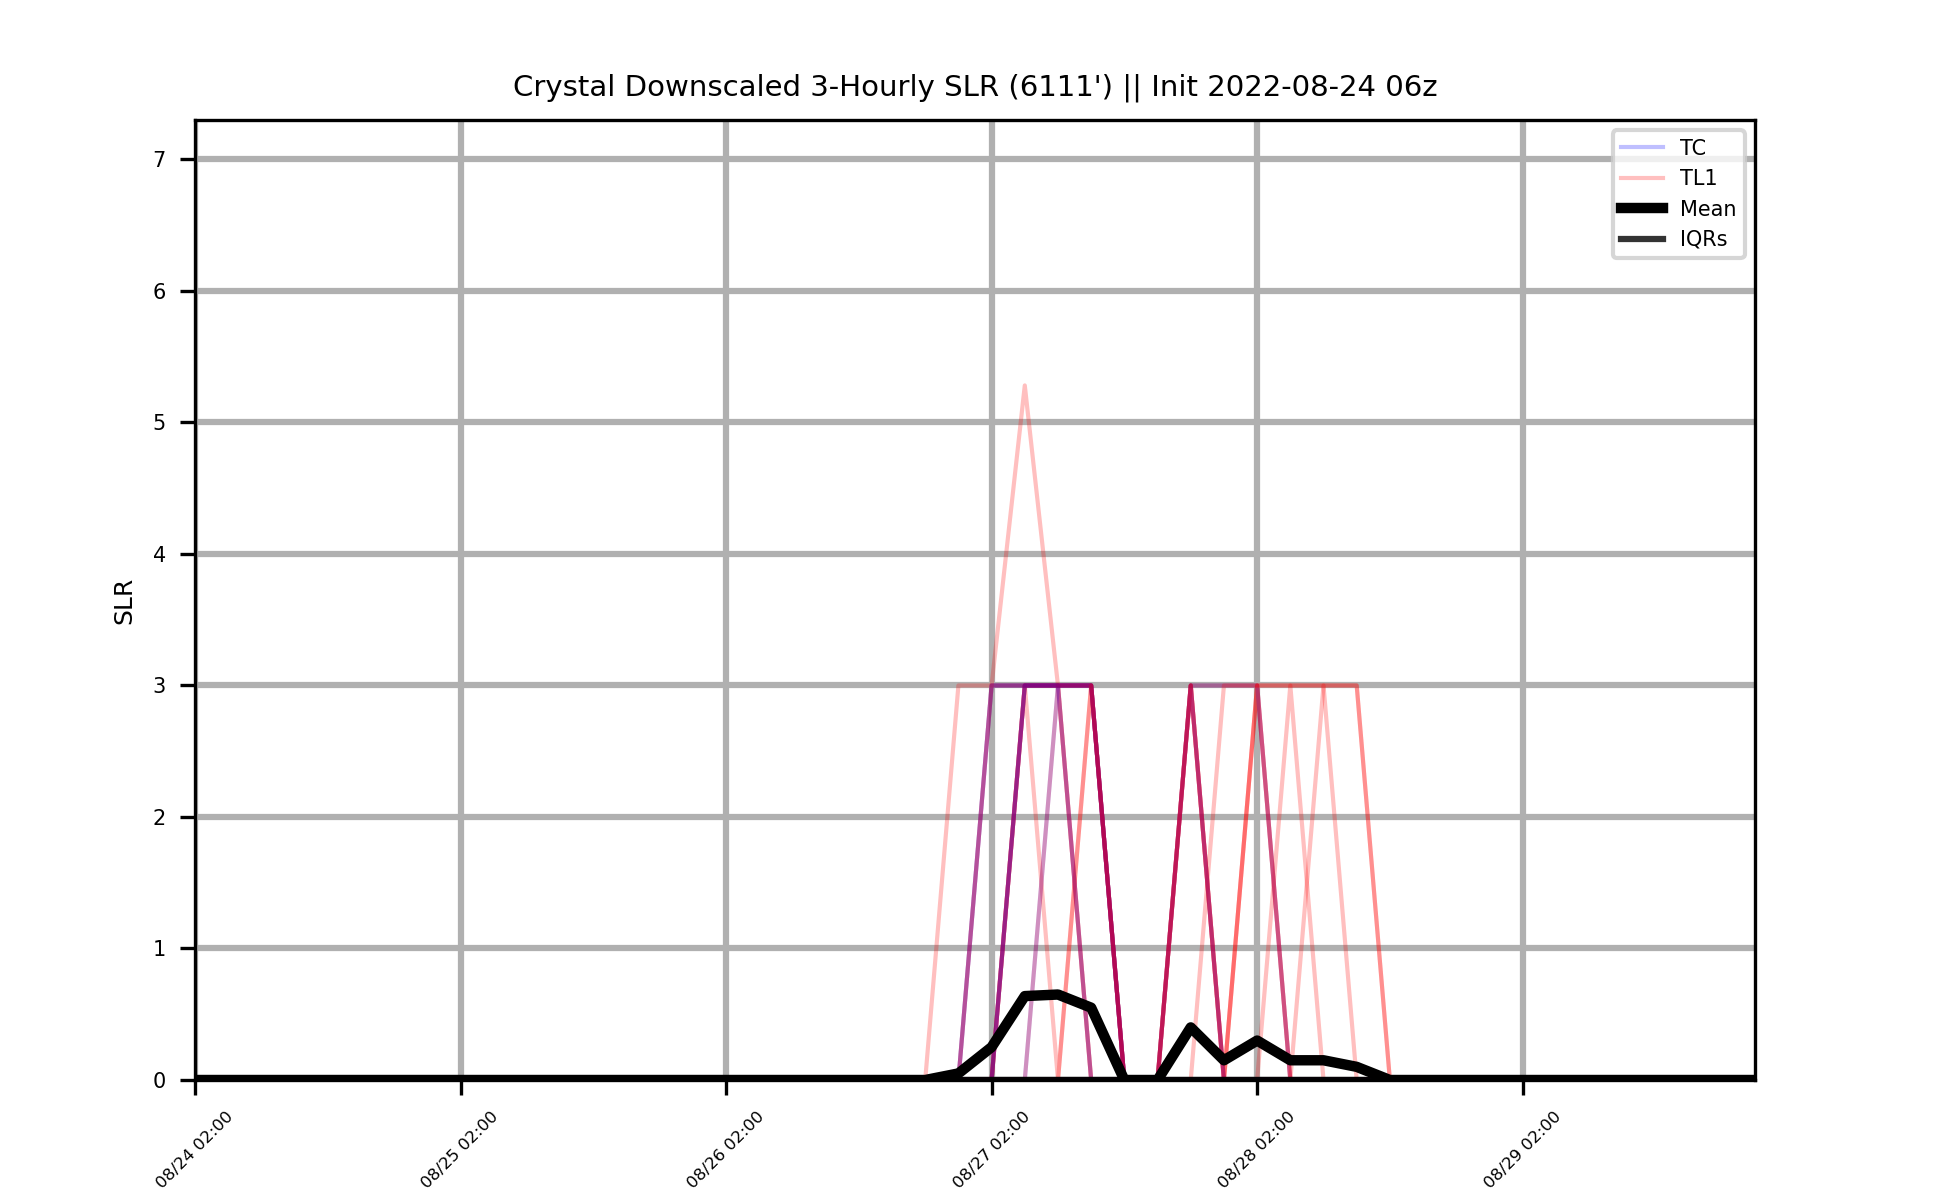 Crystal Downscaled 3-Hourly SLR (6111') || Init 2022-08-24 06z
TC
TL1
Mean
IQRs
SLR
7
6
5
4
3
2
1
0
08/24 02:00
08/25 02:00
08/26 02:00
08/27 02:00
08/28 02:00
08/29 02:00